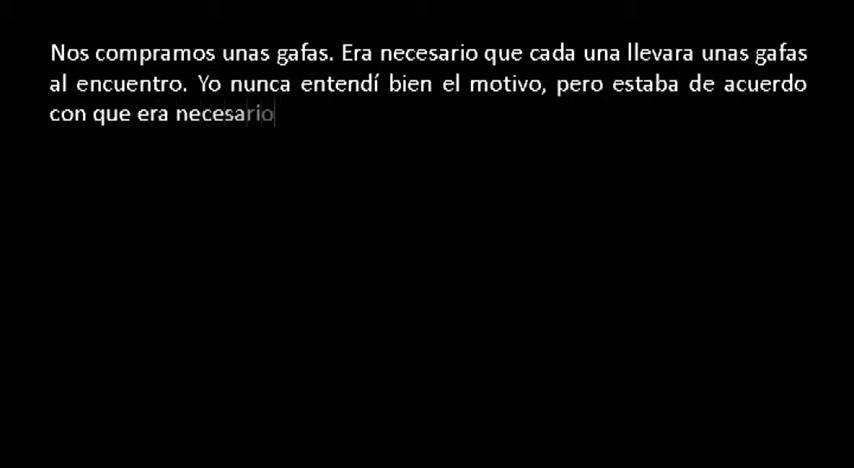 Nos compramos unas gafas. Era necesario que cada una llevara unas gafas
al encuentro. Yo nunca entendí bien el motivo, pero estaba de acuerdo
con que era necesario